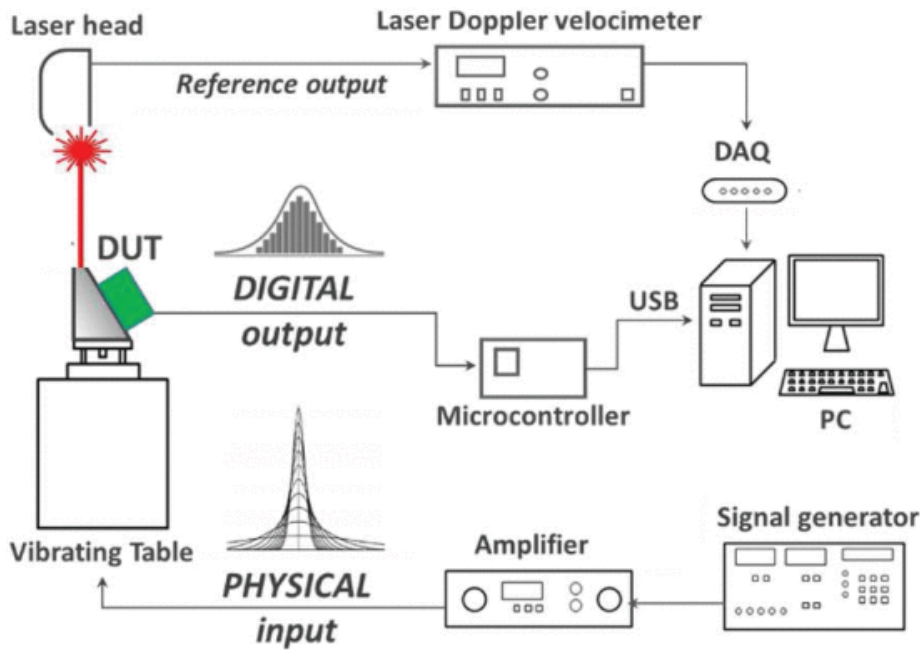 Laser head
Laser Doppler velocimeter
Reference output
DAQ
DUT
DIGITAL
output
USB
Microcontroller
PC
Vibrating Table
PHYSICAL
input
Amplifier
Signal generator